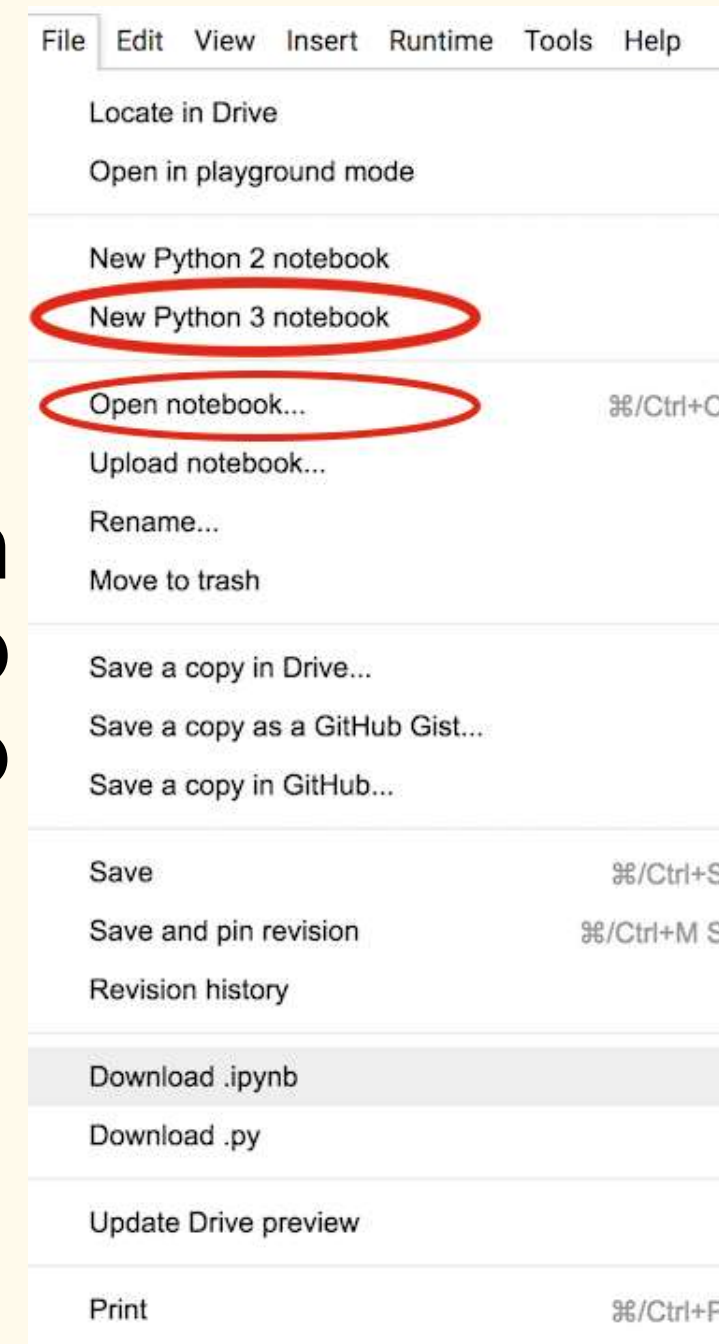 File Edit View Insert Runtime Tools Help
Locate in Drive
Open in playground mode
New Python 2 notebook
New Python 3 notebook
Open notebook... ⌘/Ctrl+
Upload notebook...
Rename...
Move to trash
Save a copy in Drive...
Save a copy as a GitHub Gist...
Save a copy in GitHub...
Save ⌘/Ctrl+S
Save and pin revision ⌘/Ctrl+M S
Revision history
Download .ipynb
Download .py
Update Drive preview
Print ⌘/Ctrl+P